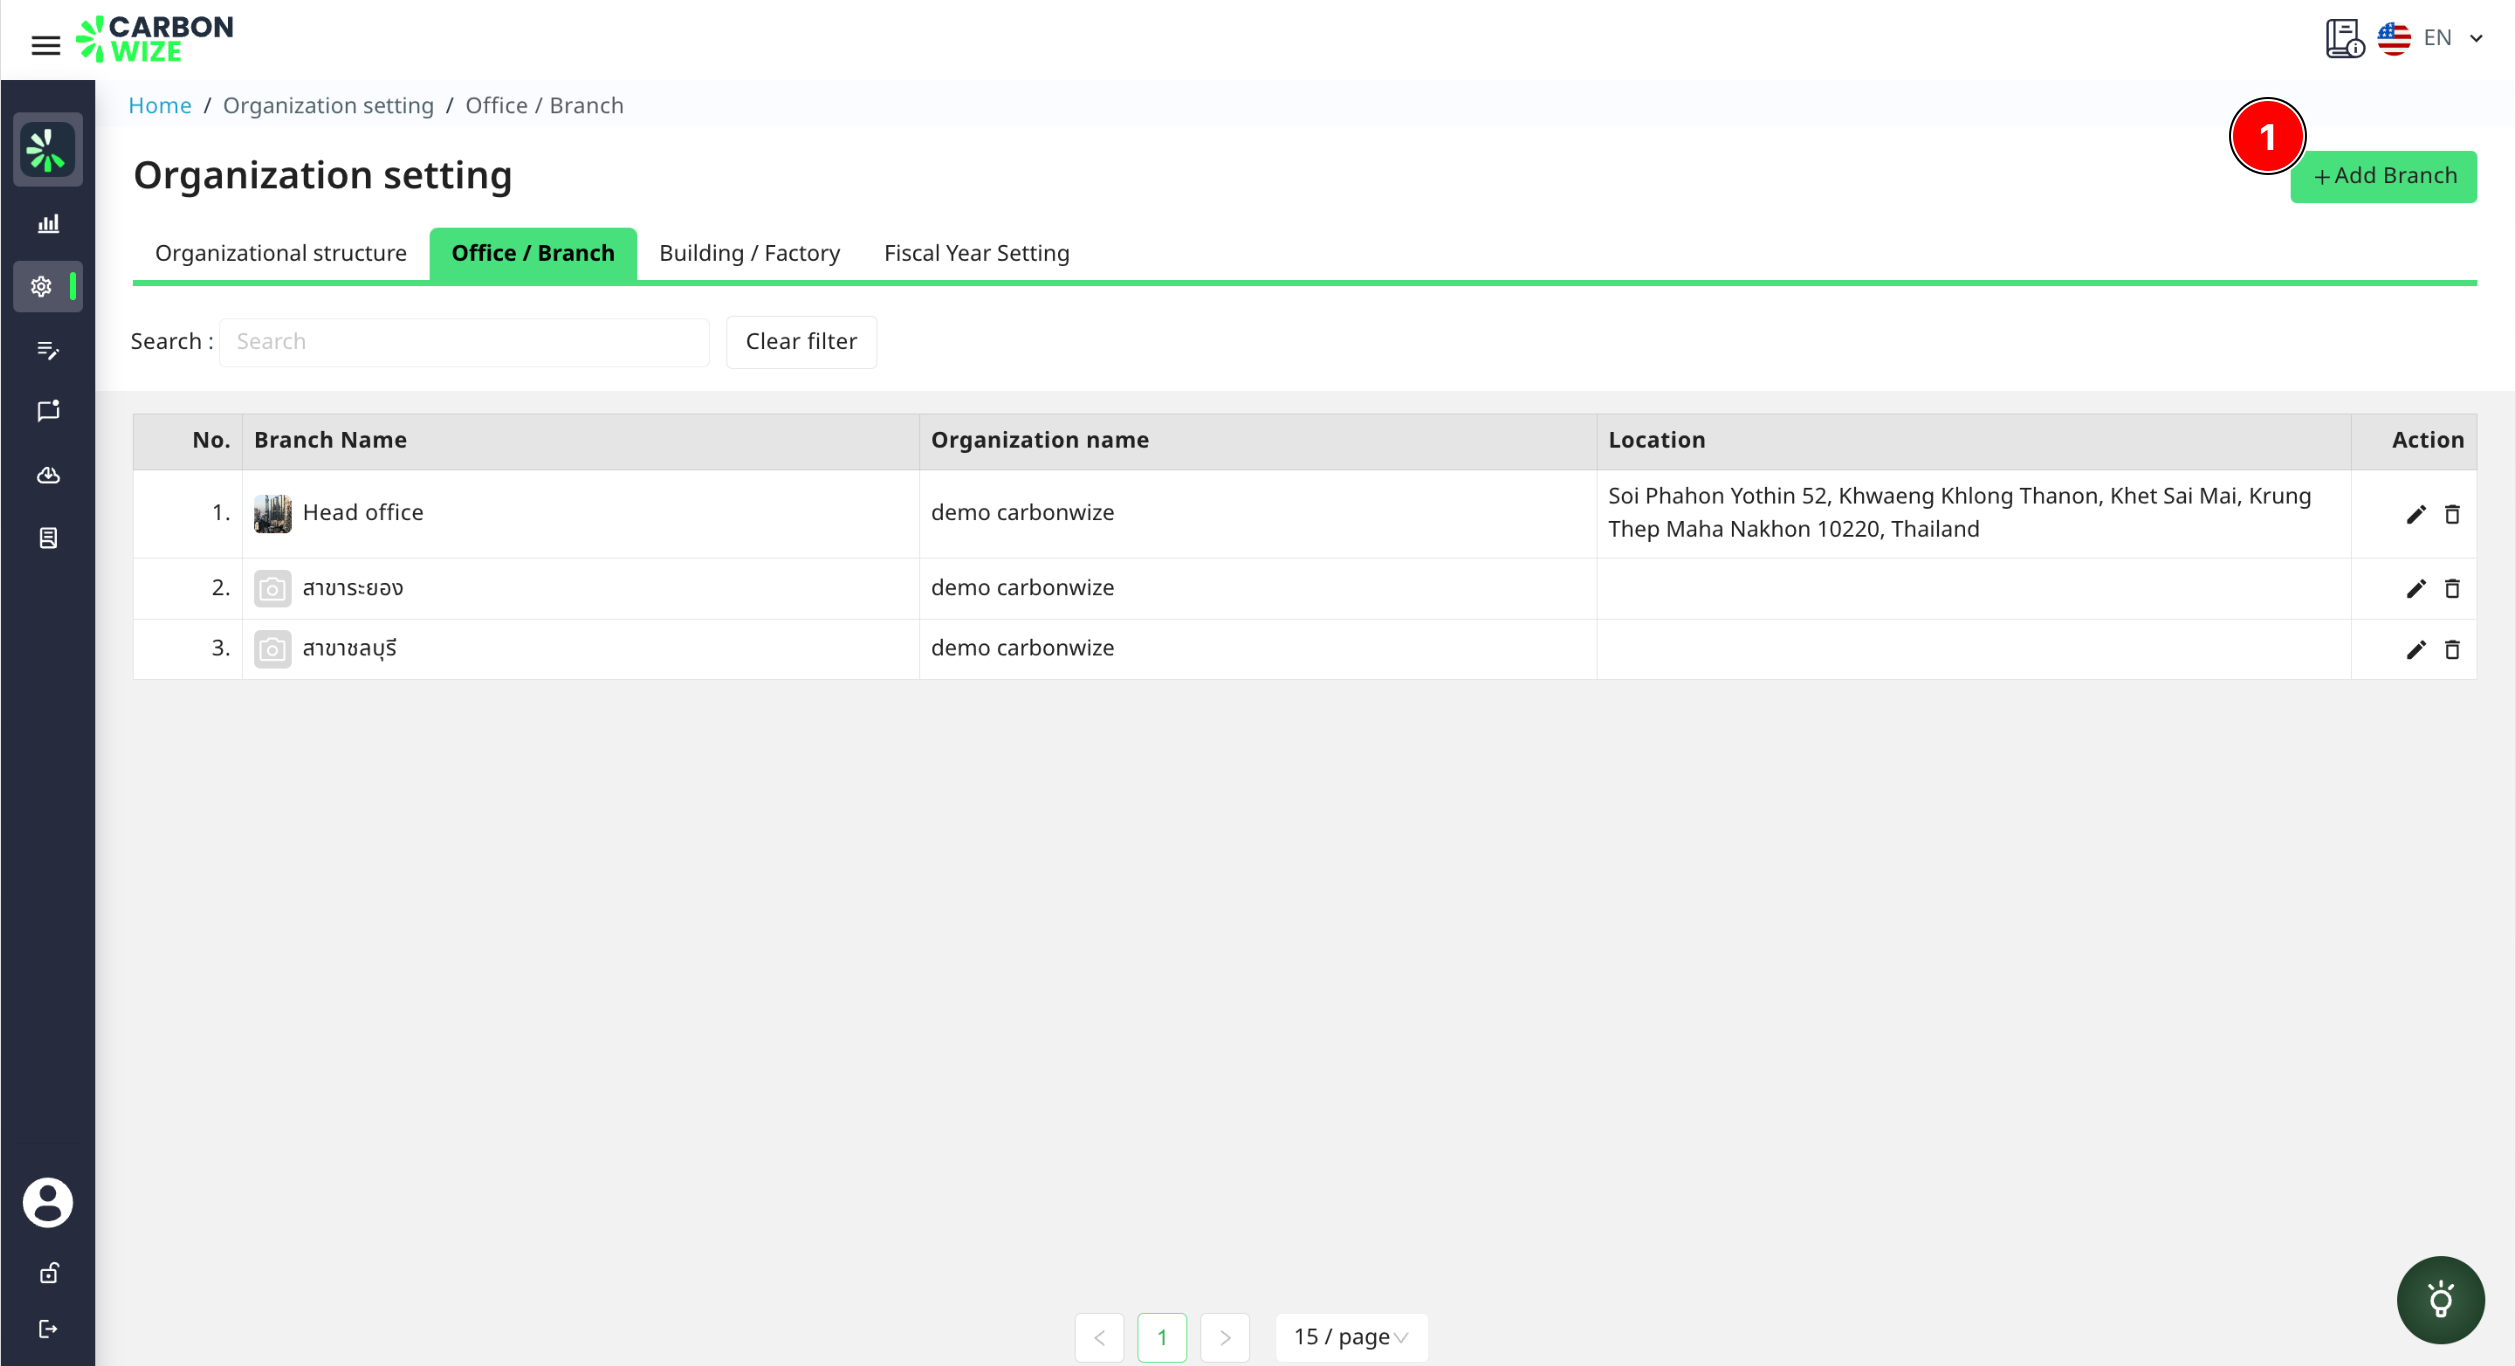 CARBON
WIZE
EN
Home / Organization setting / Office / Branch
1
Organization setting
+ Add Branch
Organizational structure
Office / Branch
Building / Factory
Fiscal Year Setting
Search :
Search
Clear filter
No.
Branch Name
Organization name
Location
Action
1.
Head office
demo carbonwize
Soi Phahon Yothin 52, Khwaeng Khlong Thanon, Khet Sai Mai, Krung
Thep Maha Nakhon 10220, Thailand
2.
สาขาระยอง
demo carbonwize
3.
สาขาชลบุรี
demo carbonwize
<
1
>
15 / page